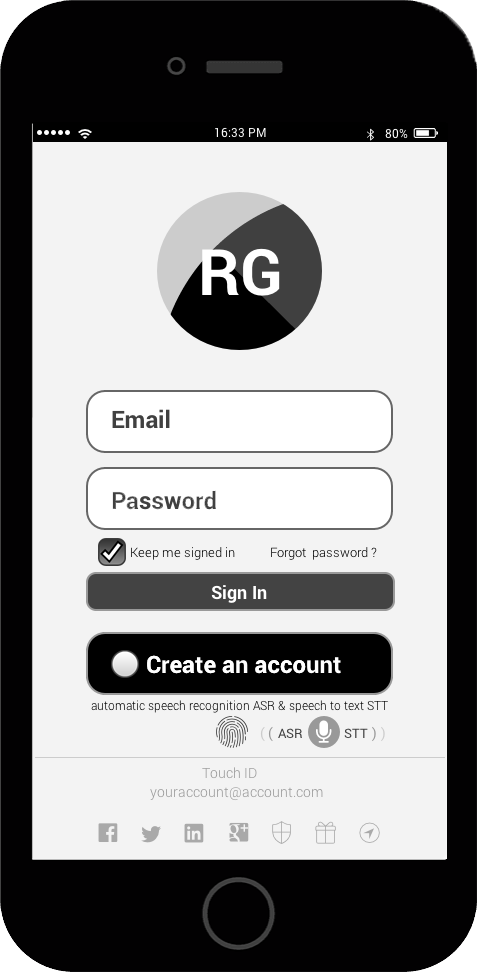 16:33 PM 80%
RG
Email
Password
Keep me signed in Forgot password ?
Sign In
Create an account
automatic speech recognition ASR & speech to text STT
( ( ASR STT ) )
Touch ID
youraccount@account.com
f in g+